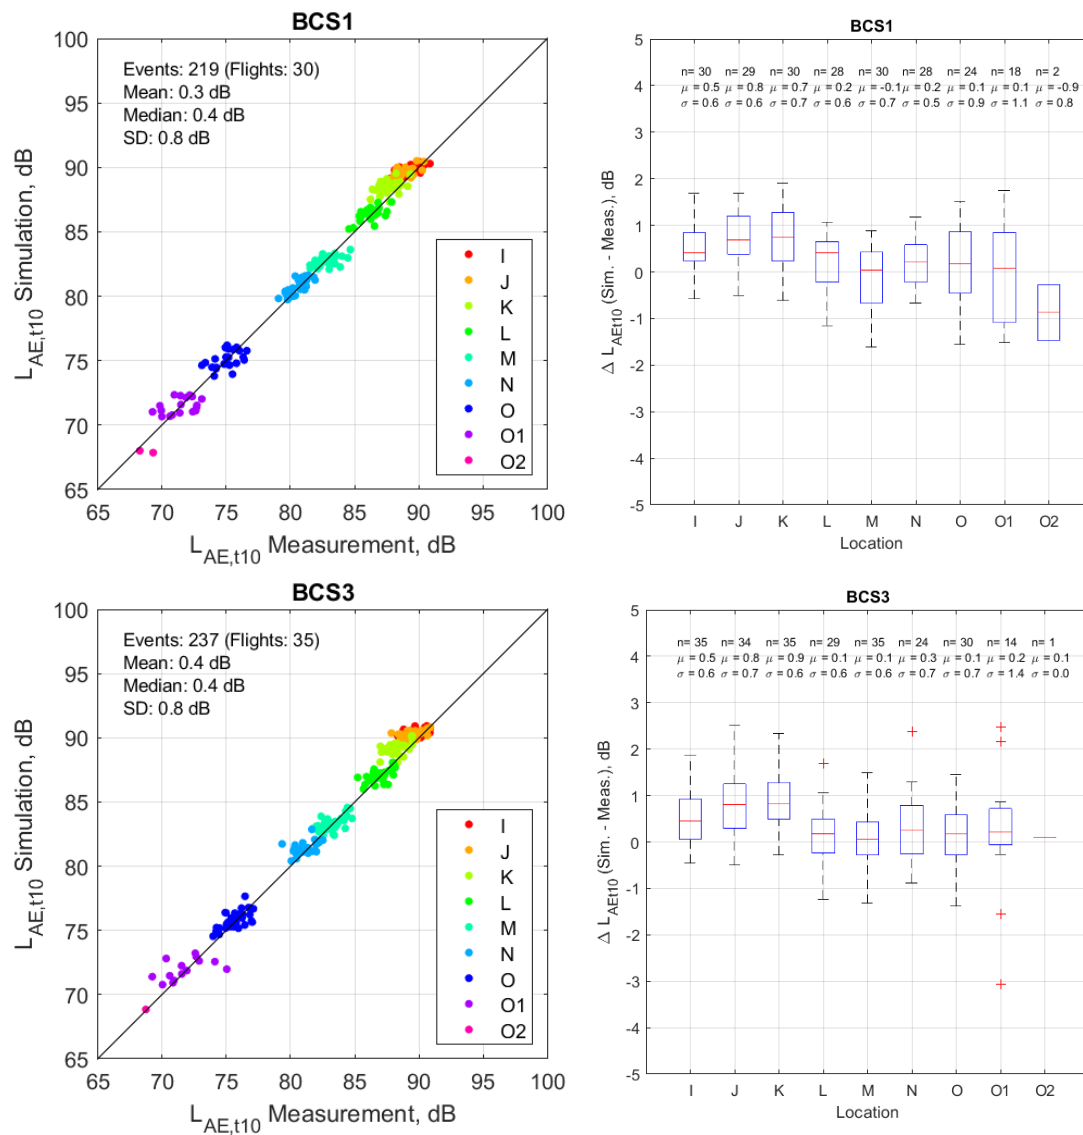 BCS1
Events: 219 (Flights: 30)
Mean: 0.3 dB
Median: 0.4 dB
SD: 0.8 dB
100
95
90
85
80
75
70
65
L_AE,t10 Simulation, dB
I
J
K
L
M
N
O
O1
O2
65 70 75 80 85 90 95 100
L_AE,t10 Measurement, dB
BCS1
n= 30 n= 29 n= 30 n= 28 n= 30 n= 28 n= 24 n= 18 n= 2
μ = 0.5 μ = 0.8 μ = 0.7 μ = 0.2 μ = -0.1 μ = 0.2 μ = 0.1 μ = 0.1 μ = -0.9
σ = 0.6 σ = 0.6 σ = 0.7 σ = 0.6 σ = 0.7 σ = 0.5 σ = 0.9 σ = 1.1 σ = 0.8
5
4
3
2
1
0
-1
-2
-3
-4
-5
Δ L_AEt10 (Sim. - Meas.), dB
I J K L M N O O1 O2
Location
BCS3
Events: 237 (Flights: 35)
Mean: 0.4 dB
Median: 0.4 dB
SD: 0.8 dB
100
95
90
85
80
75
70
65
L_AE,t10 Simulation, dB
I
J
K
L
M
N
O
O1
O2
65 70 75 80 85 90 95 100
L_AE,t10 Measurement, dB
BCS3
n= 35 n= 34 n= 35 n= 29 n= 35 n= 24 n= 30 n= 14 n= 1
μ = 0.5 μ = 0.8 μ = 0.9 μ = 0.1 μ = 0.1 μ = 0.3 μ = 0.1 μ = 0.2 μ = 0.1
σ = 0.6 σ = 0.7 σ = 0.6 σ = 0.6 σ = 0.6 σ = 0.7 σ = 0.7 σ = 1.4 σ = 0.0
5
4
3
2
1
0
-1
-2
-3
-4
-5
Δ L_AEt10 (Sim. - Meas.), dB
I J K L M N O O1 O2
Location